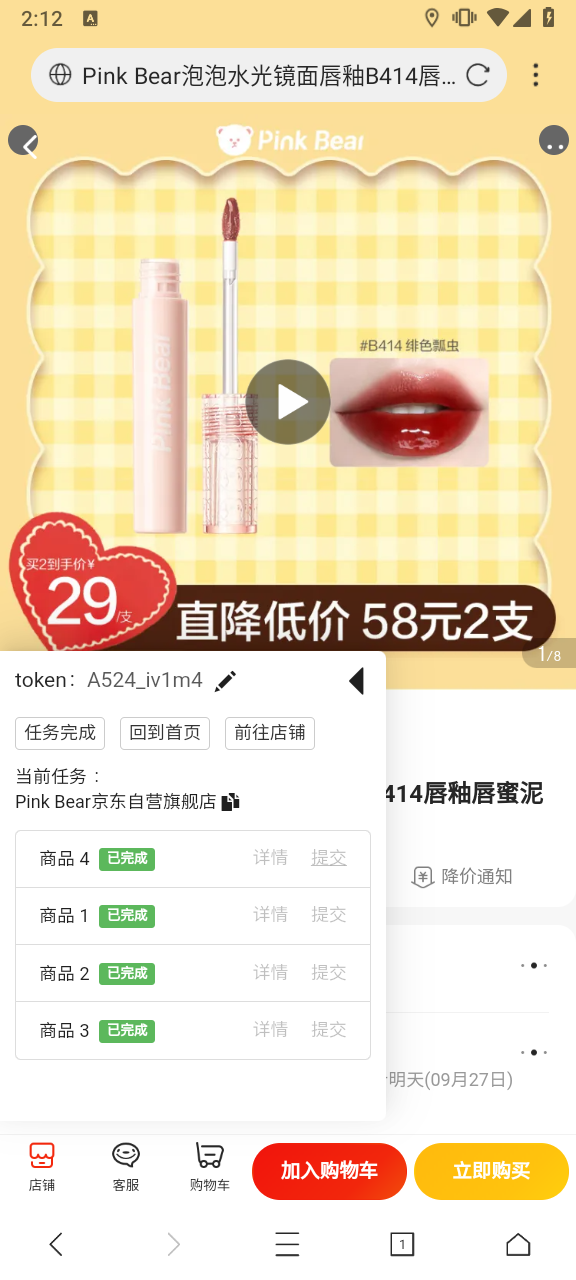 2:12
A
Pink Bear泡泡水光镜面唇釉B414唇…
Pink Bear
#B414 绯色瓢虫
Pink Bear
买2到手价¥
29/支
直降低价 58元2支
1/8
token： A524_iv1m4
任务完成 回到首页 前往店铺
当前任务：
Pink Bear京东自营旗舰店
414唇釉唇蜜泥
商品 4 已完成 详情 提交
降价通知
商品 1 已完成 详情 提交
商品 2 已完成 详情 提交
商品 3 已完成 详情 提交
明天(09月27日)
店铺 客服 购物车 加入购物车 立即购买
1